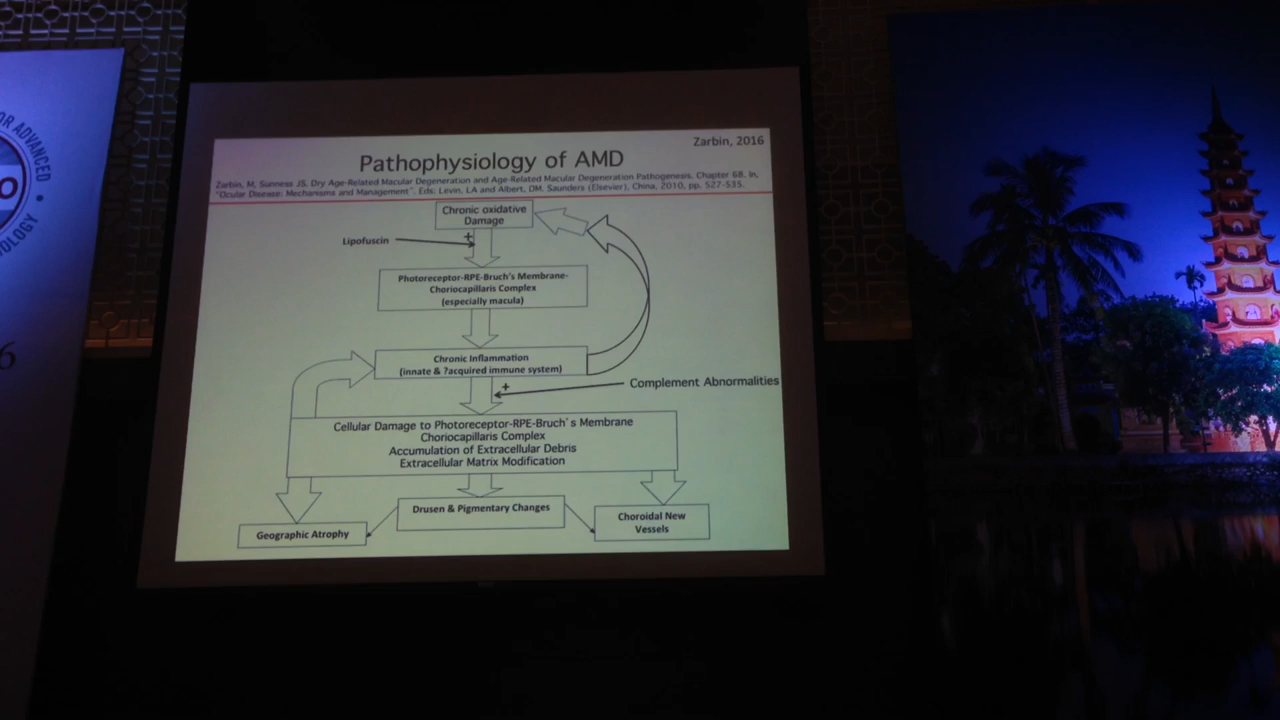 OR ADVANCED
O
OLOGY •
6
Zarbin, 2016
Pathophysiology of AMD
Zarbin, M, Sunness JS, Dry Age-Related Macular Degeneration and Age-Related Macular Degeneration Pathogenesis, Chapter 68. In,
"Ocular Disease: Mechanisms and Management". Eds: Levin, LA and Albert, DM. Saunders (Elsevier), China, 2010, pp. 527-535.
Chronic oxidative
Damage
+
Lipofuscin
Photoreceptor-RPE-Bruch's Membrane-
Choriocapillaris Complex
(especially macula)
Chronic Inflammation
(innate & ?acquired immune system)
+
Complement Abnormalities
Cellular Damage to Photoreceptor-RPE-Bruch's Membrane
Choriocapillaris Complex
Accumulation of Extracellular Debris
Extracellular Matrix Modification
Drusen & Pigmentary Changes
Geographic Atrophy
Choroidal New
Vessels